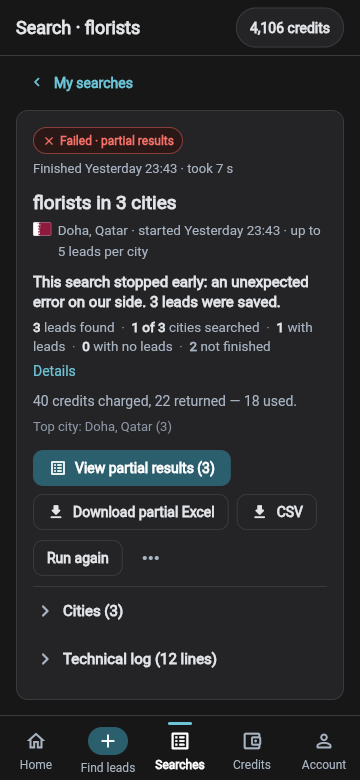 Search · florists
4,106 credits
My searches
Failed · partial results
Finished Yesterday 23:43 · took 7 s
florists in 3 cities
Doha, Qatar · started Yesterday 23:43 · up to
5 leads per city
This search stopped early: an unexpected
error on our side. 3 leads were saved.
3 leads found · 1 of 3 cities searched · 1 with
leads · 0 with no leads · 2 not finished
Details
40 credits charged, 22 returned — 18 used.
Top city: Doha, Qatar (3)
View partial results (3)
Download partial Excel
CSV
Run again
Cities (3)
Technical log (12 lines)
Home
Find leads
Searches
Credits
Account